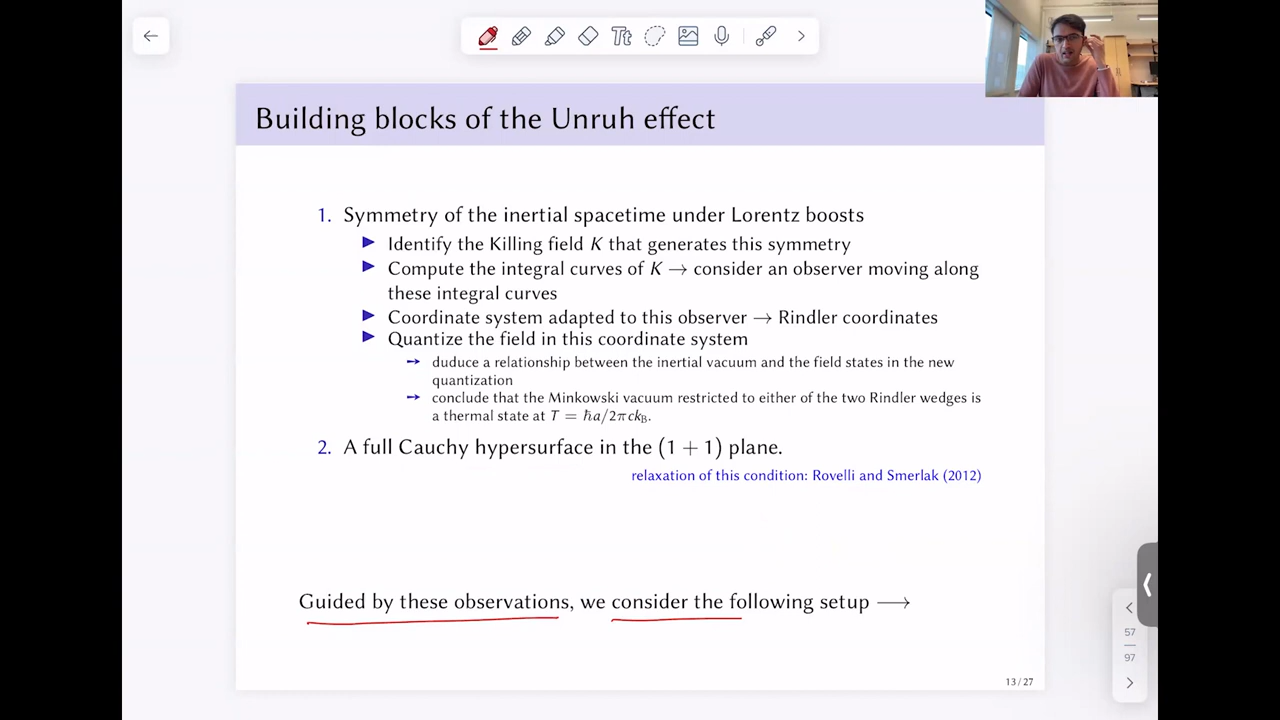 Tt
Building blocks of the Unruh effect
1. Symmetry of the inertial spacetime under Lorentz boosts
► Identify the Killing field K that generates this symmetry
► Compute the integral curves of K → consider an observer moving along
these integral curves
► Coordinate system adapted to this observer → Rindler coordinates
► Quantize the field in this coordinate system
➻ duduce a relationship between the inertial vacuum and the field states in the new
quantization
➻ conclude that the Minkowski vacuum restricted to either of the two Rindler wedges is
a thermal state at T = ħa/2πckB.
2. A full Cauchy hypersurface in the (1 + 1) plane.
relaxation of this condition: Rovelli and Smerlak (2012)
Guided by these observations, we consider the following setup ⟶
13 / 27
57
97